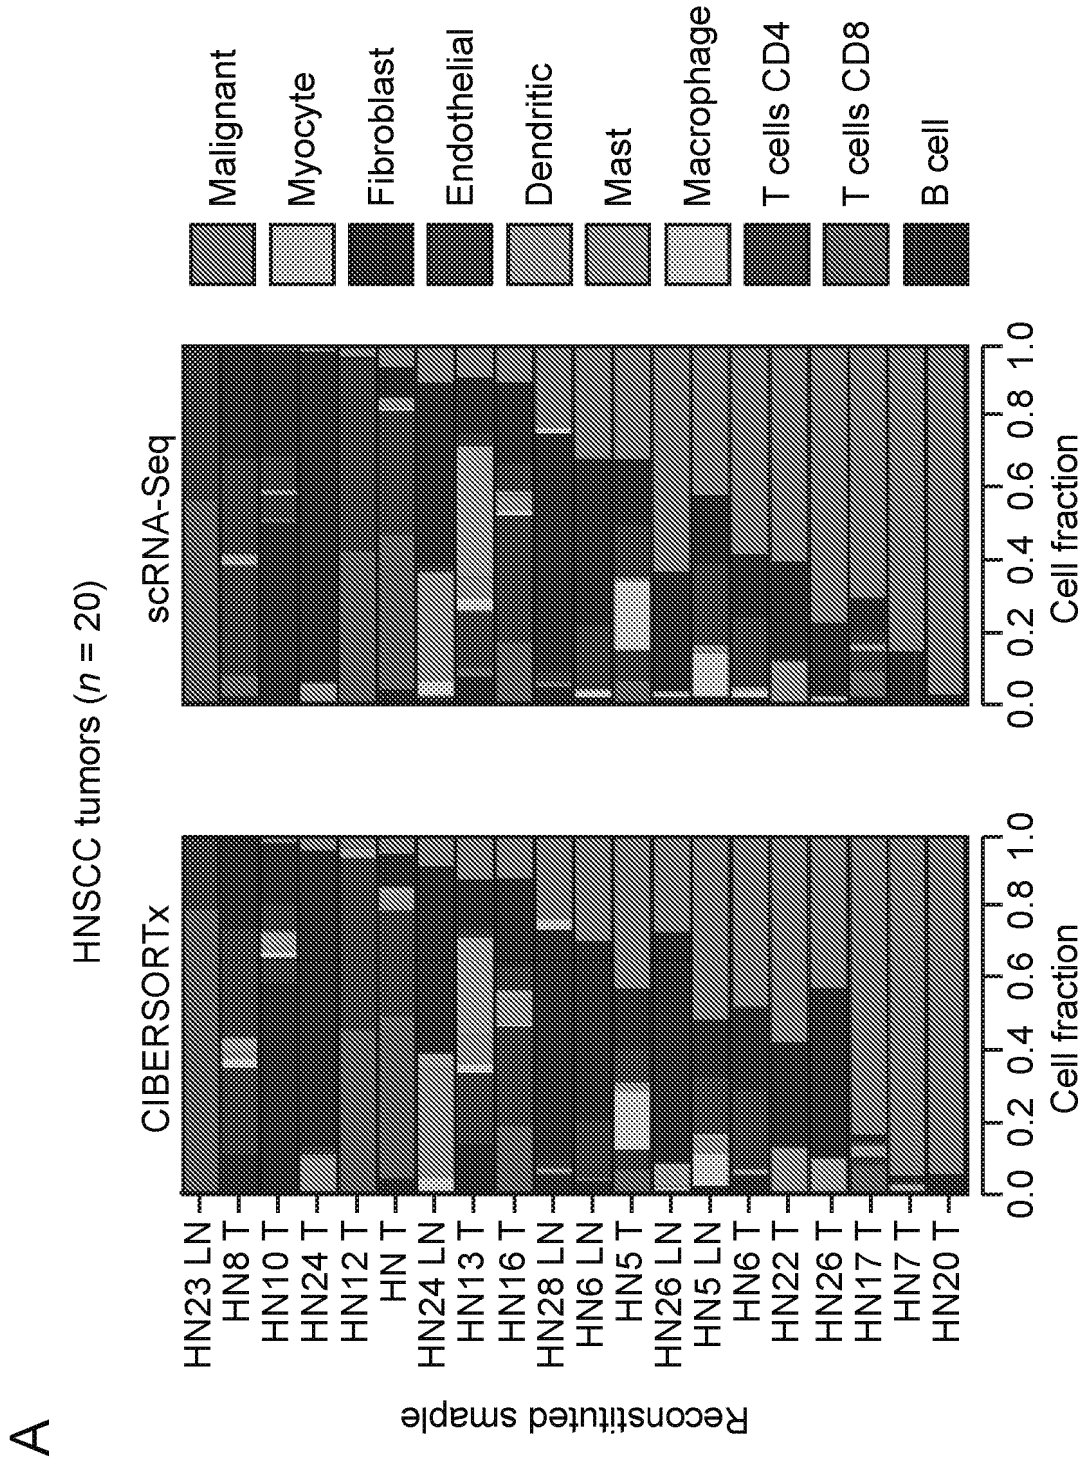 A
HNSCC tumors (n = 20)
CIBERSORTx
scRNA-Seq
Reconstituted smaple
HN23 LN
HN8 T
HN10 T
HN24 T
HN12 T
HN T
HN24 LN
HN13 T
HN16 T
HN28 LN
HN6 LN
HN5 T
HN26 LN
HN5 LN
HN6 T
HN22 T
HN26 T
HN17 T
HN7 T
HN20 T
0.0 0.2 0.4 0.6 0.8 1.0
Cell fraction
0.0 0.2 0.4 0.6 0.8 1.0
Cell fraction
Malignant
Myocyte
Fibroblast
Endothelial
Dendritic
Mast
Macrophage
T cells CD4
T cells CD8
B cell